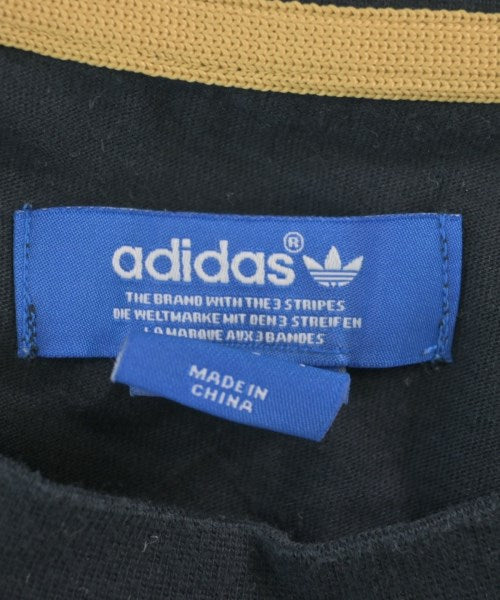 adidas®
THE BRAND WITH THE 3 STRIPES
DIE WELTMARKE MIT DEN 3 STREIFEN
LA MARQUE AUX 3 BANDES
MADE IN
CHINA